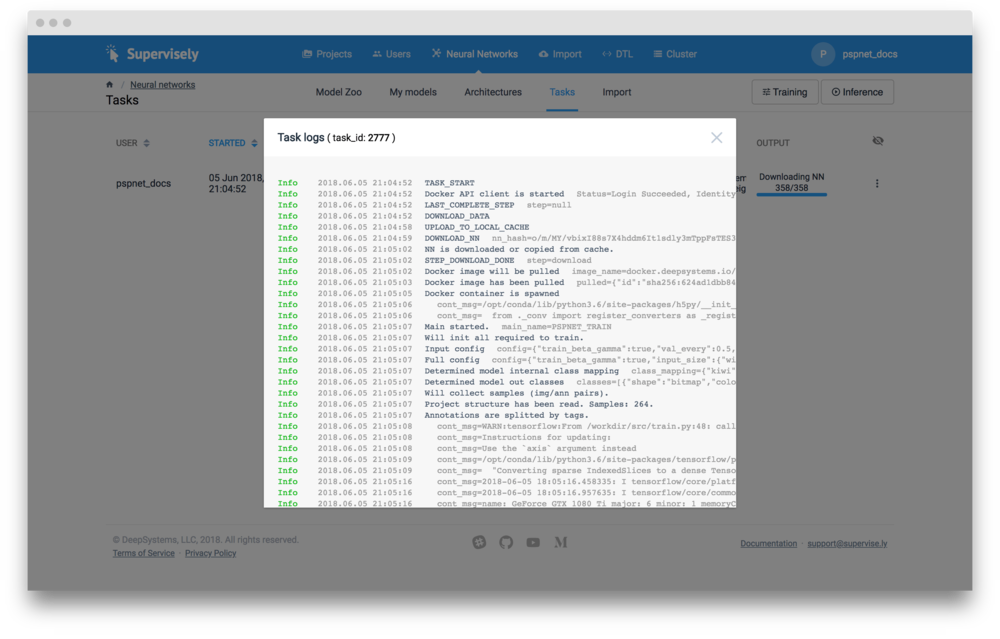 Supervisely
Projects
Users
Neural Networks
Import
DTL
Cluster
P
pspnet_docs
/ Neural networks
Tasks
Model Zoo
My models
Architectures
Tasks
Import
Training
Inference
Task logs ( task_id: 2777 )
USER
STARTED
OUTPUT
pspnet_docs
05 Jun 2018,
21:04:52
Downloading NN
358/358
Info 2018.06.05 21:04:52 TASK_START
Info 2018.06.05 21:04:52 Docker API client is started Status=Login Succeeded, Identity
Info 2018.06.05 21:04:52 LAST_COMPLETE_STEP step=null
Info 2018.06.05 21:04:52 DOWNLOAD_DATA
Info 2018.06.05 21:04:58 UPLOAD_TO_LOCAL_CACHE
Info 2018.06.05 21:04:59 DOWNLOAD_NN
Info 2018.06.05 21:05:02 NN is downloaded or copied from cache.
Info 2018.06.05 21:05:02 STEP_DOWNLOAD_DONE step=download
Info 2018.06.05 21:05:02 Docker image will be pulled image_name=docker.deepsystems.io/
Info 2018.06.05 21:05:03 Docker image has been pulled pulled={"id":"sha256:624ad1dbb84
Info 2018.06.05 21:05:05 Docker container is spawned
Info 2018.06.05 21:05:06 cont_msg=/opt/conda/lib/python3.6/site-packages/h5py/__init_
Info 2018.06.05 21:05:06 cont_msg= from ._conv import register_converters as _regist
Info 2018.06.05 21:05:07 Main started. main_name=PSPNET_TRAIN
Info 2018.06.05 21:05:07 Will init all required to train.
Info 2018.06.05 21:05:07 Input config config={"train_beta_gamma":true,"val_every":0.5,
Info 2018.06.05 21:05:07 Full config config={"train_beta_gamma":true,"input_size":{"wi
Info 2018.06.05 21:05:07 Determined model internal class mapping class_mapping={"kiwi"
Info 2018.06.05 21:05:07 Determined model out classes classes=[{"shape":"bitmap","colo
Info 2018.06.05 21:05:07 Will collect samples (img/ann pairs).
Info 2018.06.05 21:05:07 Project structure has been read. Samples: 264.
Info 2018.06.05 21:05:07 Annotations are splitted by tags.
Info 2018.06.05 21:05:08 cont_msg=WARN:tensorflow:From /workdir/src/train.py:48: call
Info 2018.06.05 21:05:08 cont_msg=Instructions for updating:
Info 2018.06.05 21:05:08 cont_msg=Use the `axis` argument instead
Info 2018.06.05 21:05:09 cont_msg=/opt/conda/lib/python3.6/site-packages/tensorflow/p
Info 2018.06.05 21:05:09 cont_msg= "Converting sparse IndexedSlices to a dense Tenso
Info 2018.06.05 21:05:16 cont_msg=2018-06-05 18:05:16.458335: I tensorflow/core/platf
Info 2018.06.05 21:05:16 cont_msg=2018-06-05 18:05:16.957635: I tensorflow/core/commo
Info 2018.06.05 21:05:16 cont_msg=name: GeForce GTX 1080 Ti major: 6 minor: 1 memoryC
© DeepSystems, LLC, 2018. All rights reserved.
Terms of Service · Privacy Policy
Documentation · support@supervise.ly